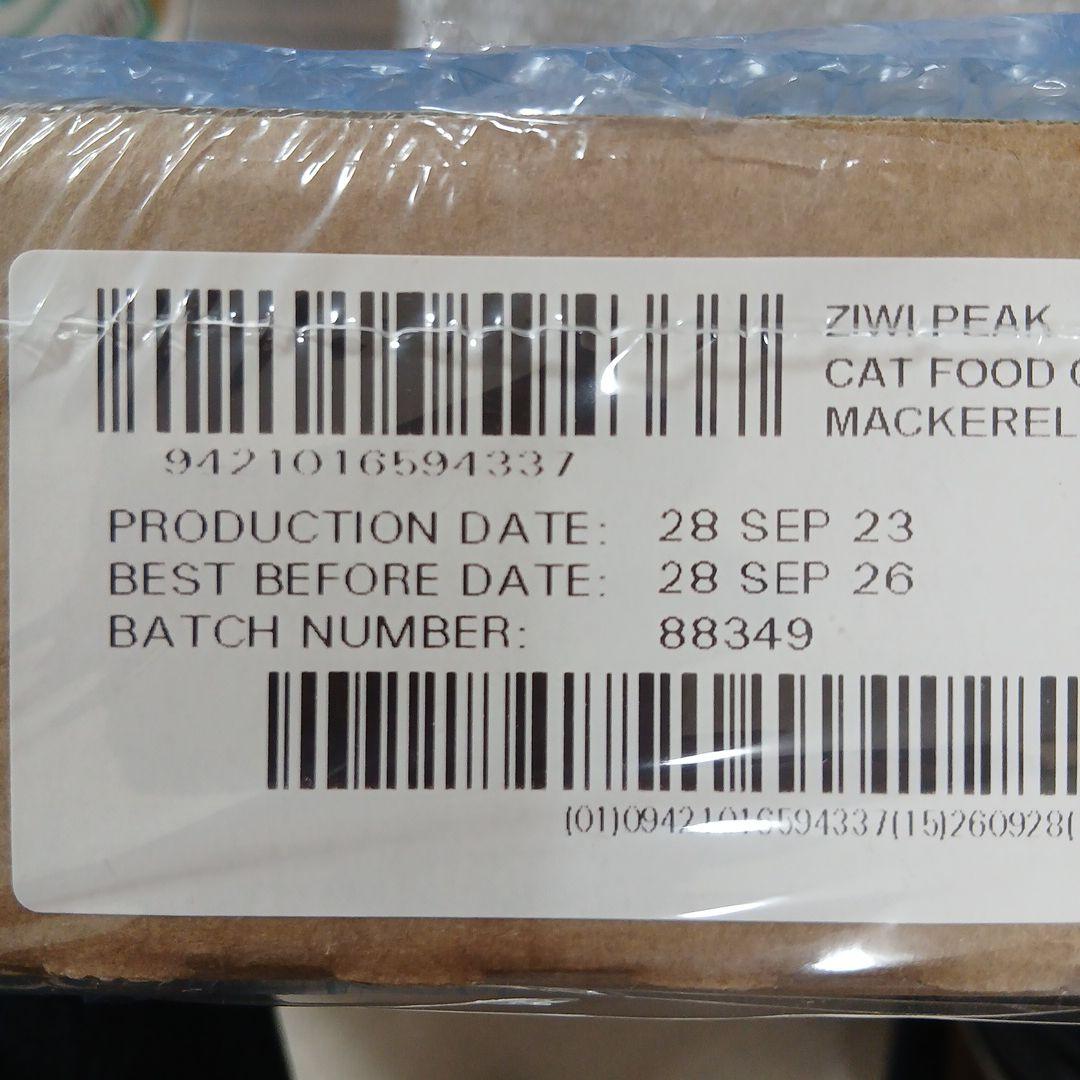 ZIWI PEAK
CAT FOOD
MACKEREL
9421016594337
PRODUCTION DATE: 28 SEP 23
BEST BEFORE DATE: 28 SEP 26
BATCH NUMBER: 88349
(01)09421016594337(15)260928(